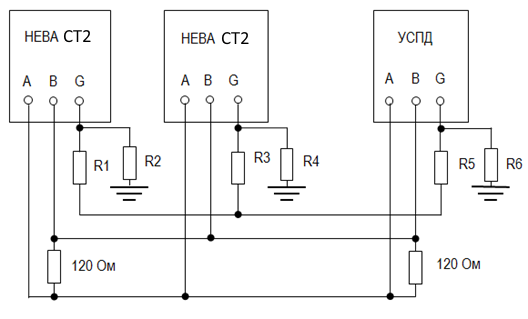 НЕВА СТ2
НЕВА СТ2
УСПД
A B G
A B G
A B G
R1
R2
R3
R4
R5
R6
120 Ом
120 Ом